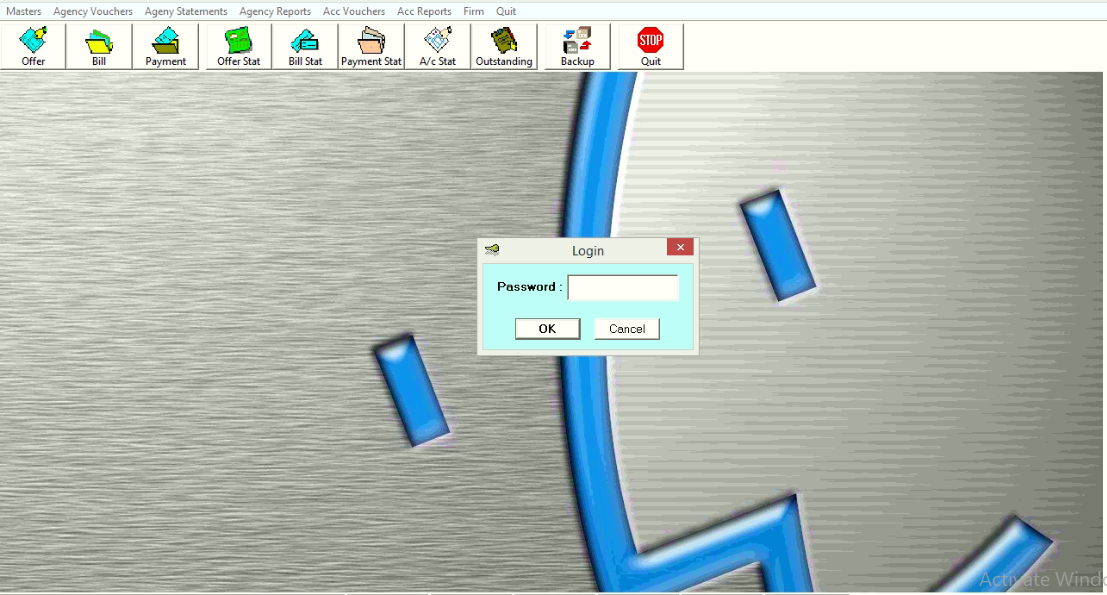 Masters Agency Vouchers Ageny Statements Agency Reports Acc Vouchers Acc Reports Firm Quit
STOP
Offer Bill Payment Offer Stat Bill Stat Payment Stat A/c Stat Outstanding Backup Quit
Login
Password :
OK Cancel
Activate Windo